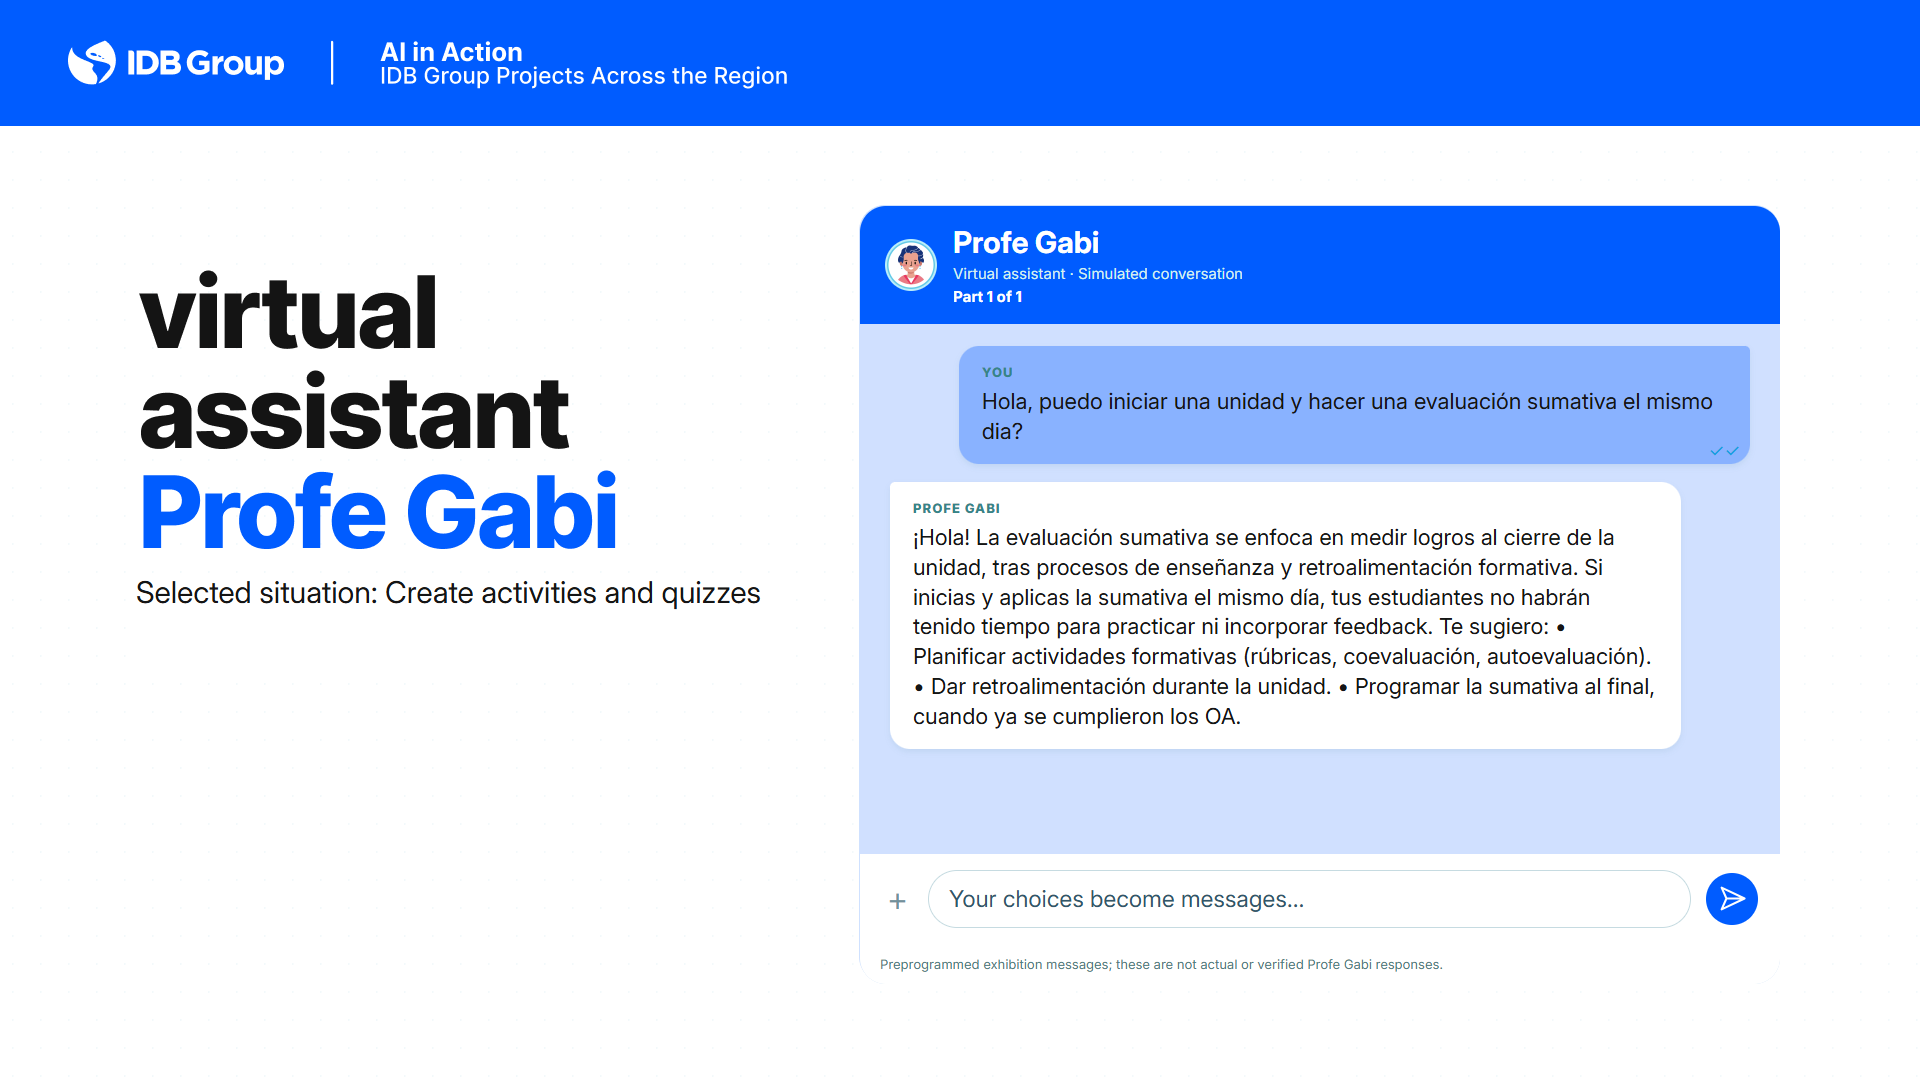 IDB Group
AI in Action
IDB Group Projects Across the Region
virtual
assistant
Profe Gabi
Selected situation: Create activities and quizzes
Profe Gabi
Virtual assistant · Simulated conversation
Part 1 of 1
YOU
Hola, puedo iniciar una unidad y hacer una evaluación sumativa el mismo
dia?
PROFE GABI
¡Hola! La evaluación sumativa se enfoca en medir logros al cierre de la
unidad, tras procesos de enseñanza y retroalimentación formativa. Si
inicias y aplicas la sumativa el mismo día, tus estudiantes no habrán
tenido tiempo para practicar ni incorporar feedback. Te sugiero: •
Planificar actividades formativas (rúbricas, coevaluación, autoevaluación).
• Dar retroalimentación durante la unidad. • Programar la sumativa al final,
cuando ya se cumplieron los OA.
Your choices become messages...
Preprogrammed exhibition messages; these are not actual or verified Profe Gabi responses.